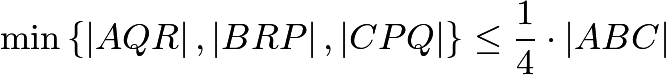 min {|AQR| , |BRP| , |CPQ|} ≤ 1/4 · |ABC|